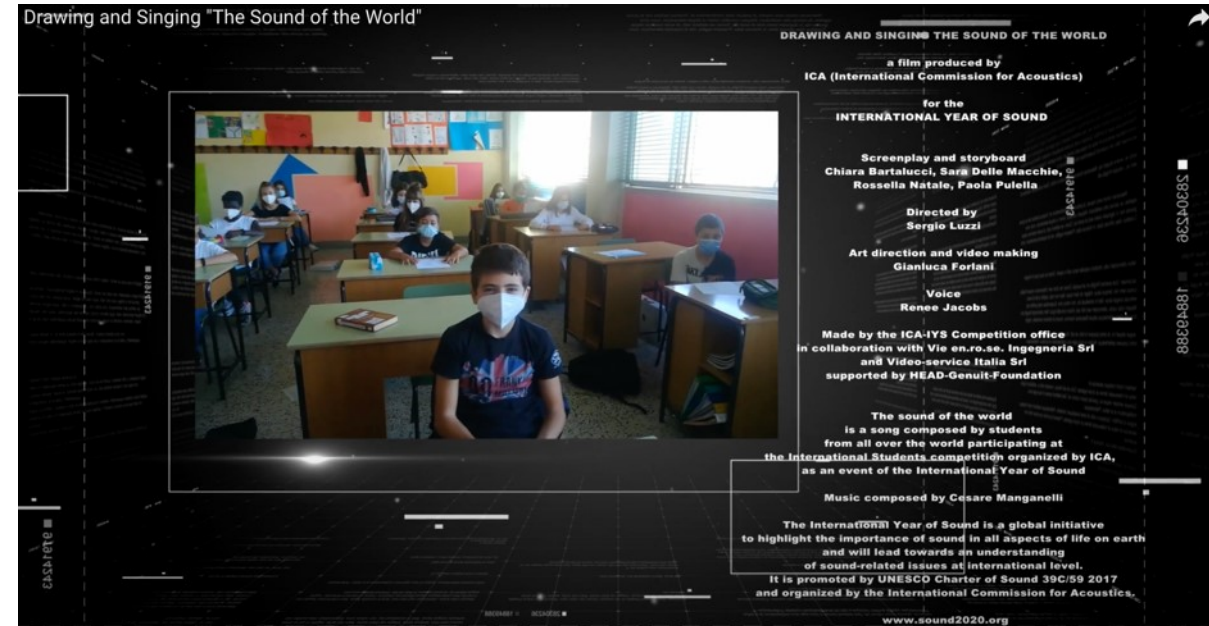 Drawing and Singing "The Sound of the World"
DRAWING AND SINGING THE SOUND OF THE WORLD
a film produced by
ICA (International Commission for Acoustics)
for the
INTERNATIONAL YEAR OF SOUND
Screenplay and storyboard
Chiara Bartalucci, Sara Delle Macchie,
Rossella Natale, Paola Pulella
Directed by
Sergio Luzzi
Art direction and video making
Gianluca Forlani
Voice
Renee Jacobs
Made by the ICA-IYS Competition office
in collaboration with Vie en.ro.se. Ingegneria Srl
and Video-service Italia Srl
supported by HEAD-Genuit-Foundation
The sound of the world
is a song composed by students
from all over the world participating at
the International Students competition organized by ICA,
as an event of the International Year of Sound
Music composed by Cesare Manganelli
The International Year of Sound is a global initiative
to highlight the importance of sound in all aspects of life on earth
and will lead towards an understanding
of sound-related issues at international level.
It is promoted by UNESCO Charter of Sound 39C/59 2017
and organized by the International Commission for Acoustics.
www.sound2020.org